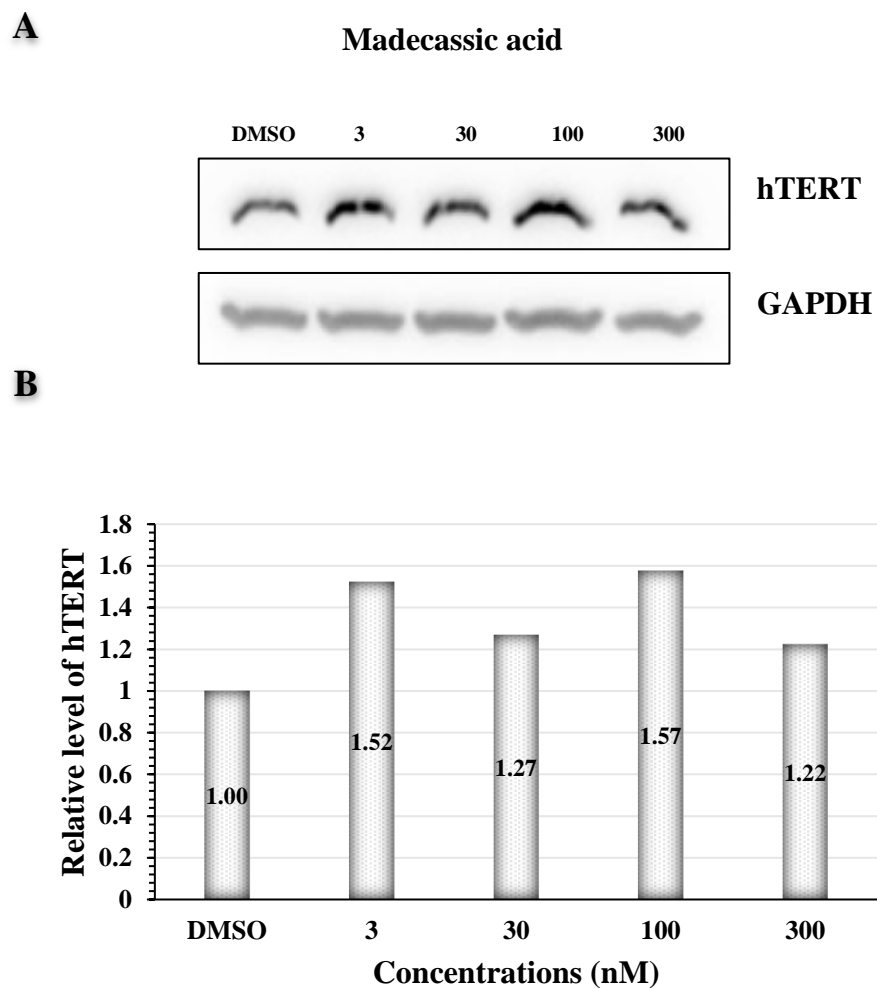 A
Madecassic acid
DMSO 3 30 100 300
hTERT
GAPDH
B
Relative level of hTERT
1.8
1.6
1.4
1.2
1
0.8
0.6
0.4
0.2
0
1.00
1.52
1.27
1.57
1.22
DMSO 3 30 100 300
Concentrations (nM)